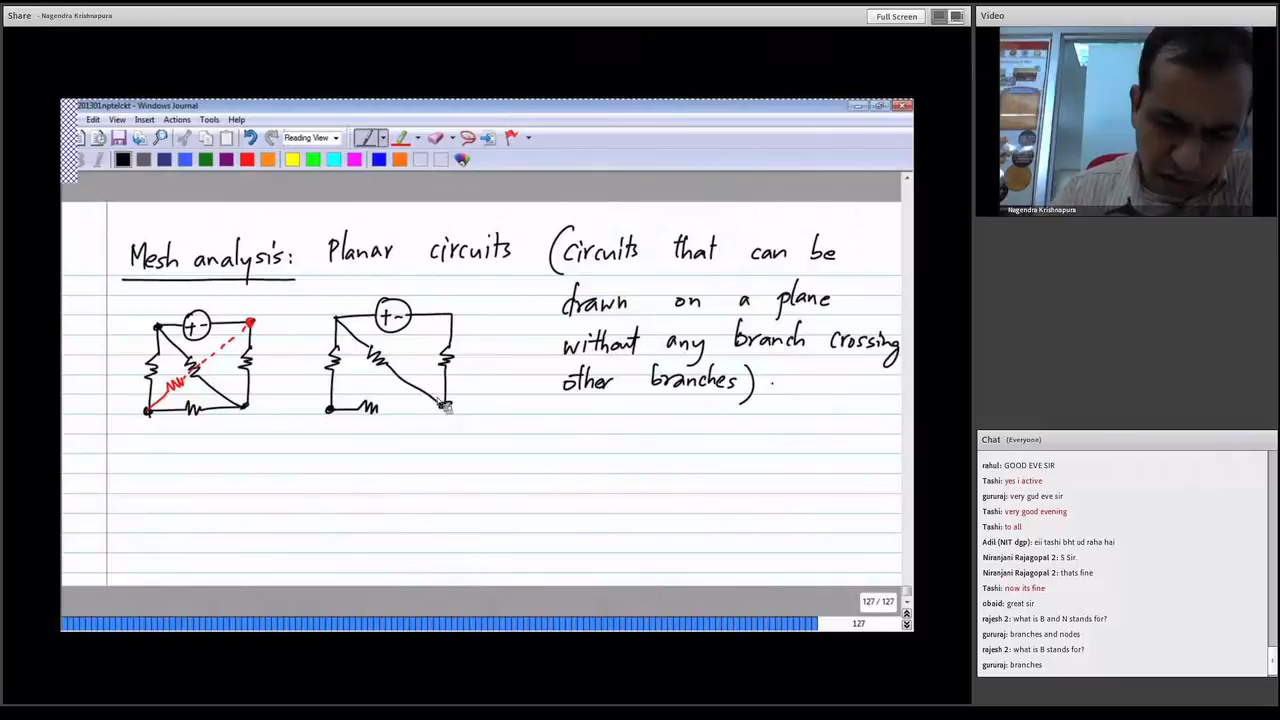 Share - Nagendra Krishnapura
Full Screen
Video
201301nptelckt - Windows Journal
Edit View Insert Actions Tools Help
Reading View
Nagendra Krishnapura
Mesh analysis: Planar circuits (circuits that can be
drawn on a plane
without any branch crossing
other branches).
+ -
+ -
127 / 127
127
Chat (Everyone)
rahul: GOOD EVE SIR
Tashi: yes i active
gururaj: very gud eve sir
Tashi: very good evening
Tashi: to all
Adil (NIT dgp): eii tashi bht ud raha hai
Niranjani Rajagopal 2: S Sir.
Niranjani Rajagopal 2: thats fine
Tashi: now its fine
obaid: great sir
rajesh 2: what is B and N stands for?
gururaj: branches and nodes
rajesh 2: what is B stands for?
gururaj: branches